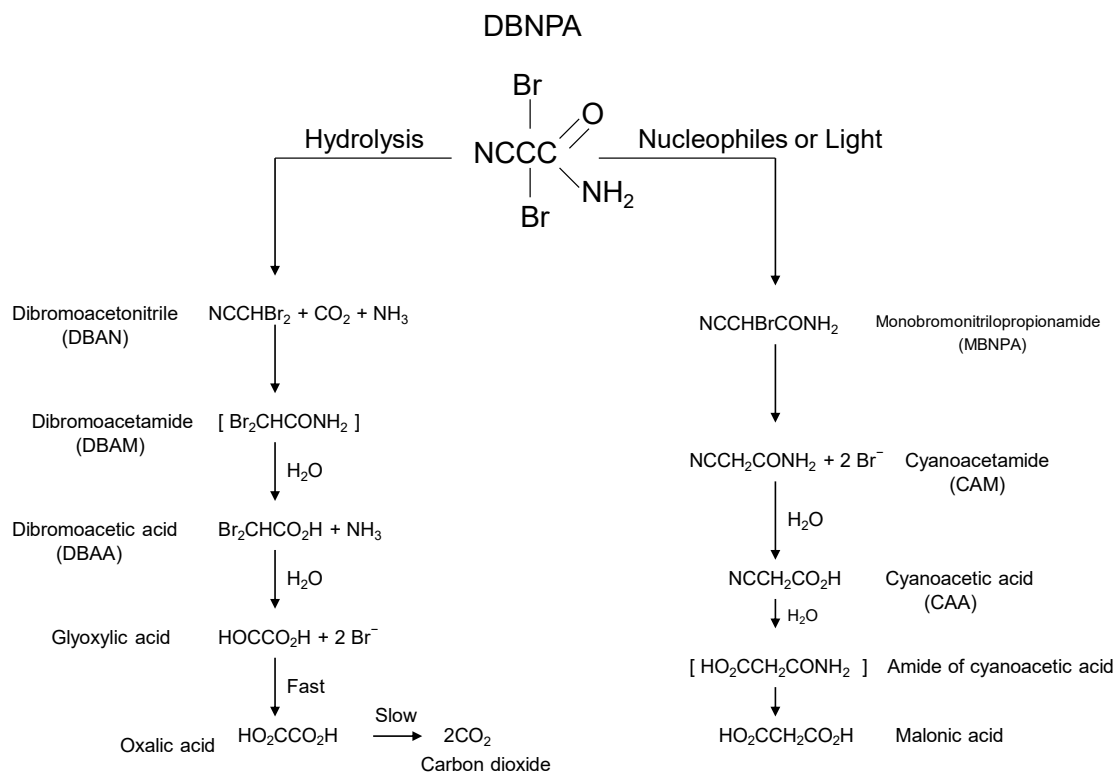 DBNPA
Br
O
Hydrolysis
Nucleophiles or Light
NCCC
NH₂
Br
Dibromoacetonitrile
(DBAN)
NCCHBr₂ + CO₂ + NH₃
NCCHBrCONH₂
Monobromonitrilopropionamide
(MBNPA)
Dibromoacetamide
(DBAM)
[ Br₂CHCONH₂ ]
H₂O
NCCH₂CONH₂ + 2 Br⁻
Cyanoacetamide
(CAM)
H₂O
Dibromoacetic acid
(DBAA)
Br₂CHCO₂H + NH₃
H₂O
NCCH₂CO₂H
Cyanoacetic acid
(CAA)
H₂O
Glyoxylic acid
HOCCO₂H + 2 Br⁻
Fast
[ HO₂CCH₂CONH₂ ]
Amide of cyanoacetic acid
Oxalic acid
HO₂CCO₂H
Slow
2CO₂
Carbon dioxide
HO₂CCH₂CO₂H
Malonic acid